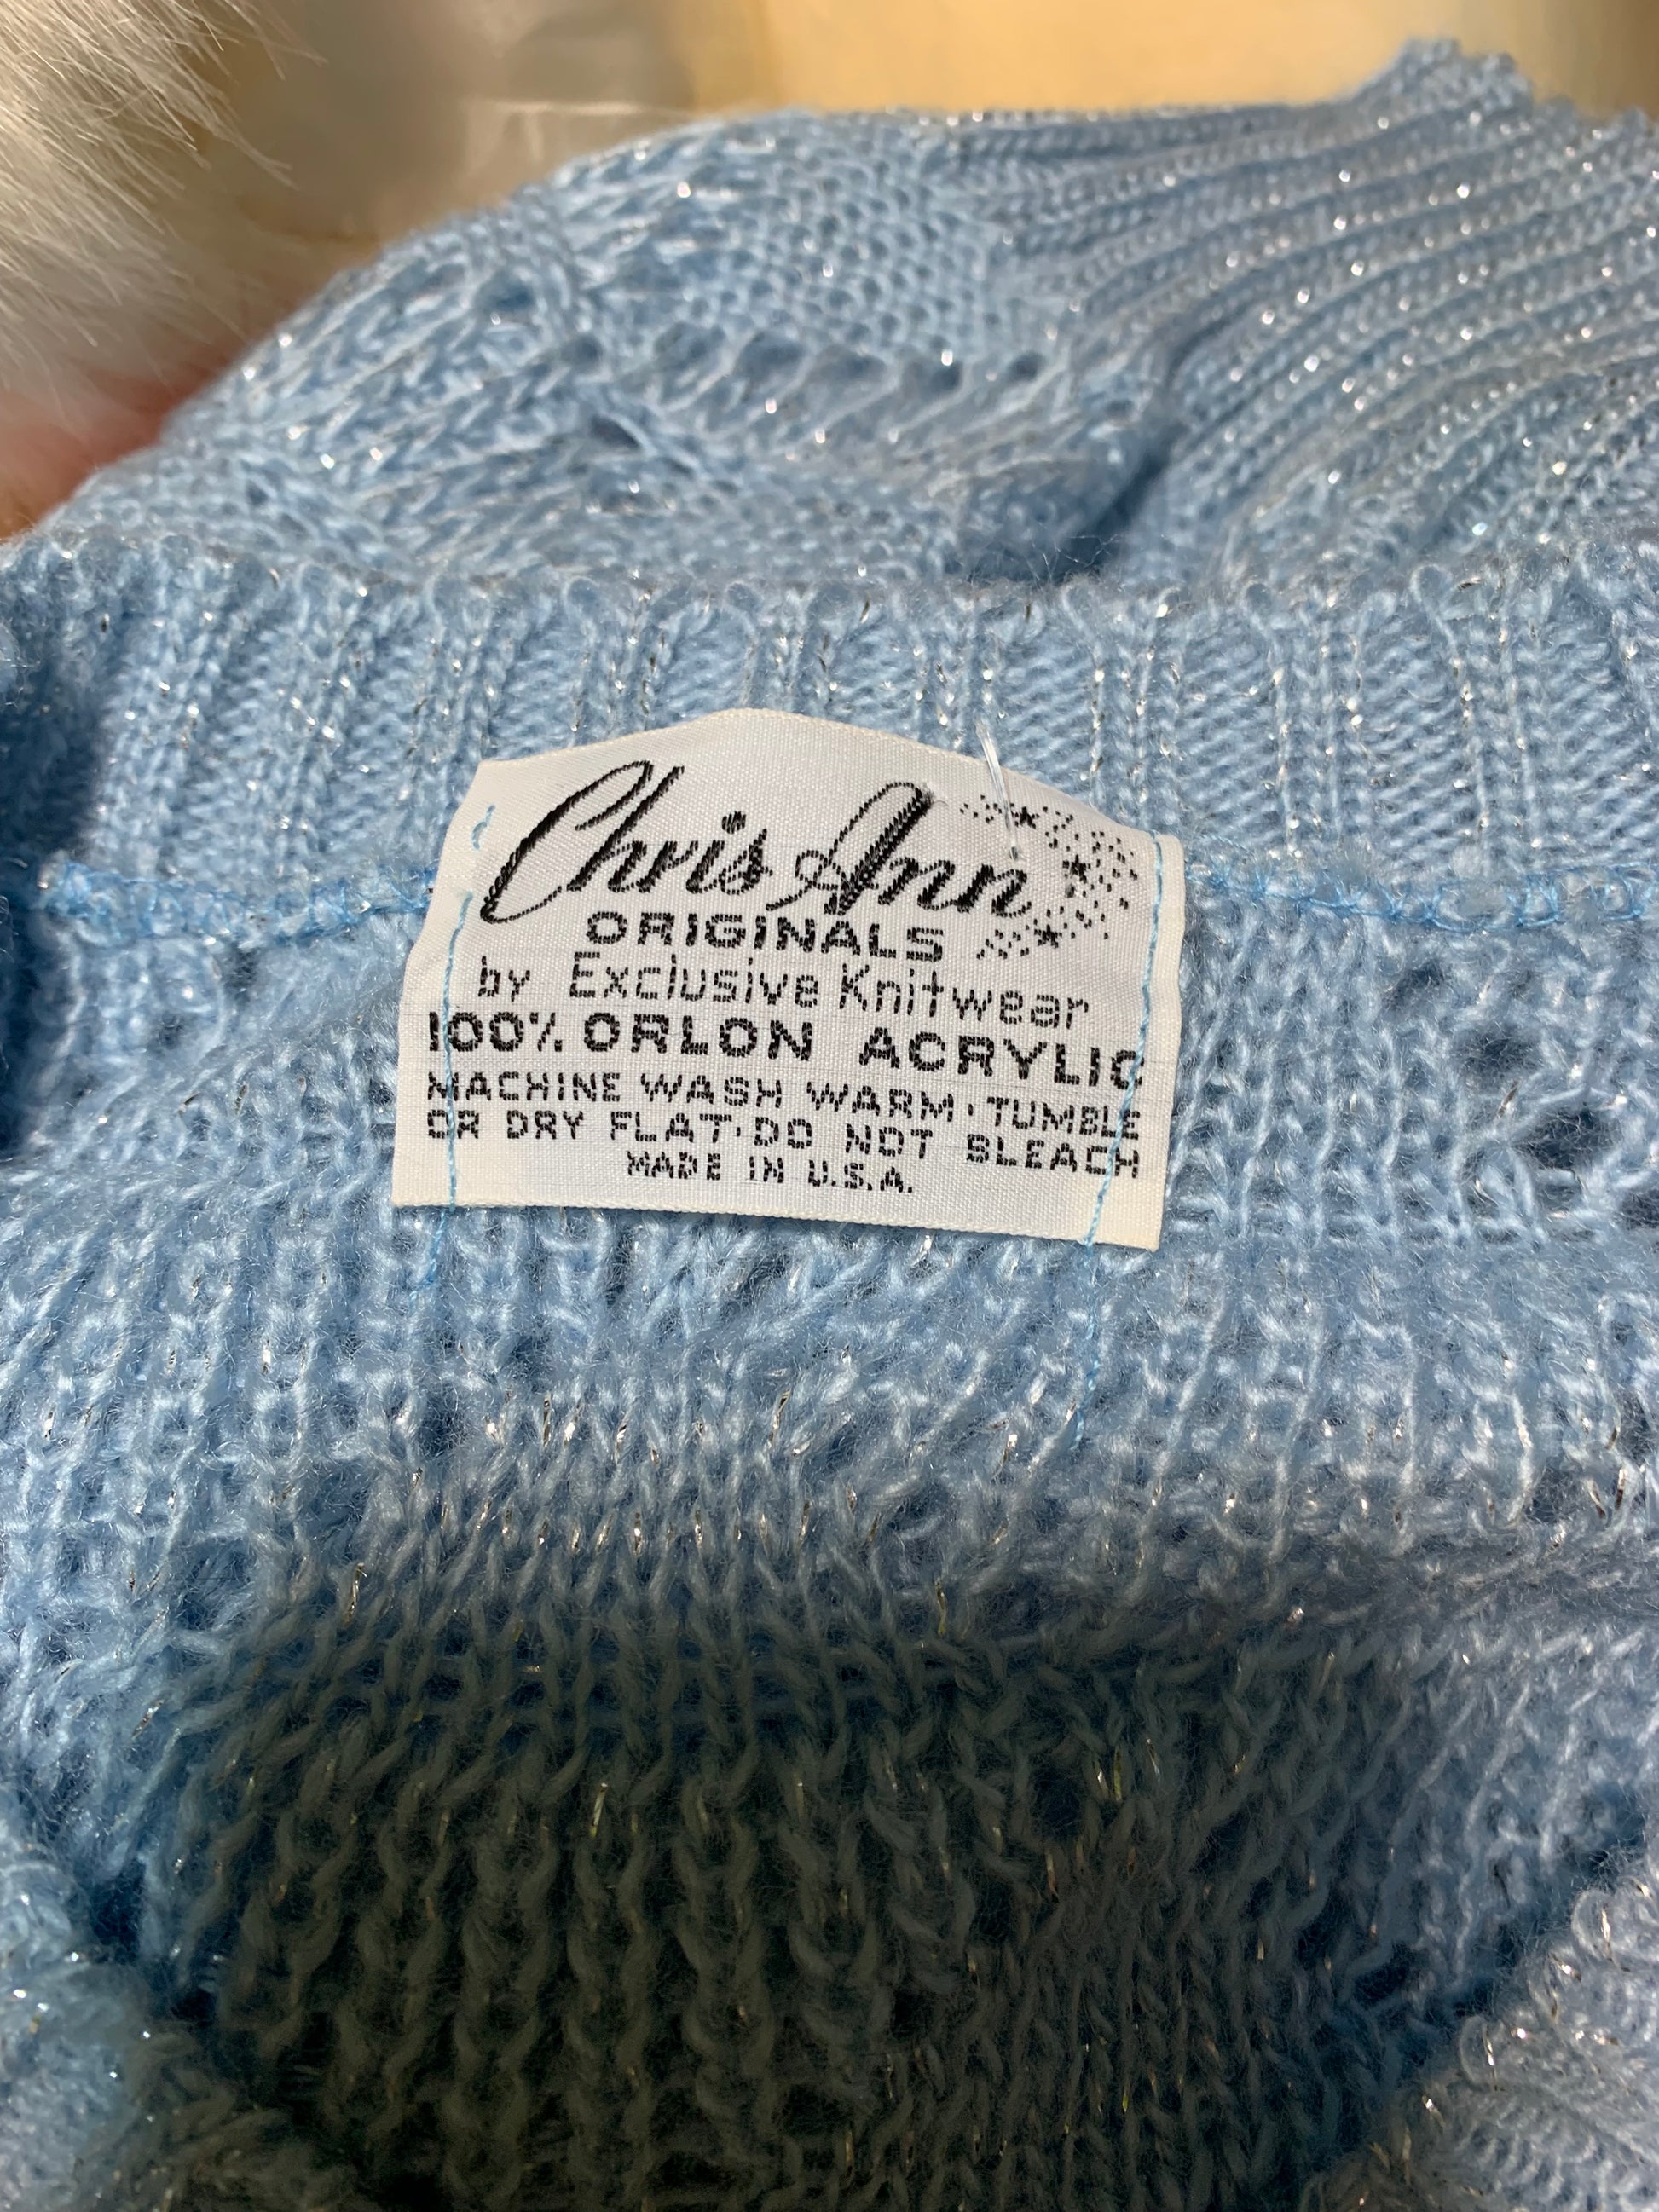 Chris Ann
ORIGINALS
by Exclusive Knitwear
100% ORLON ACRYLIC
MACHINE WASH WARM · TUMBLE
OR DRY FLAT · DO NOT BLEACH
MADE IN U.S.A.